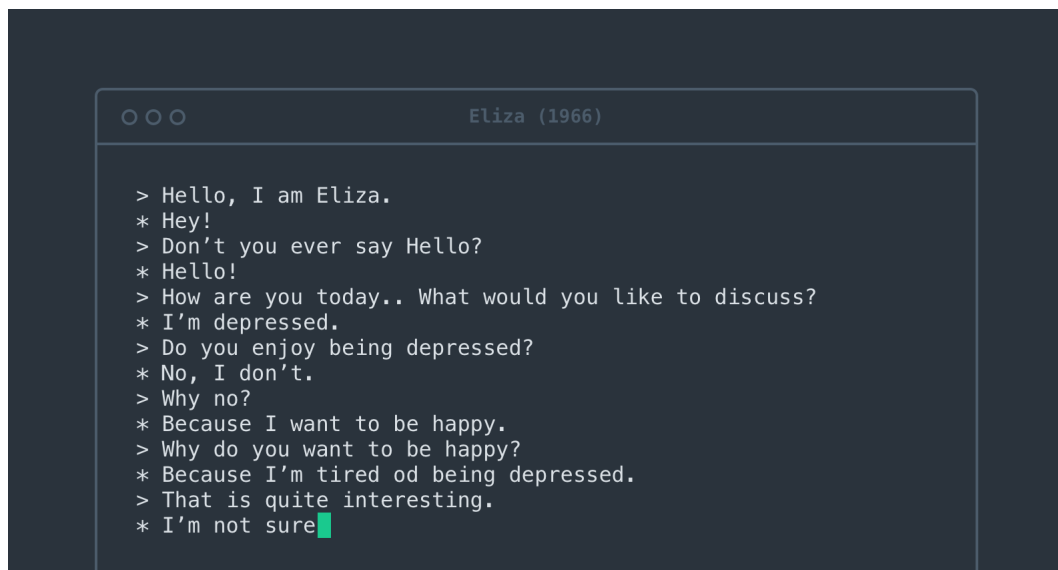 Eliza (1966)
> Hello, I am Eliza.
* Hey!
> Don’t you ever say Hello?
* Hello!
> How are you today.. What would you like to discuss?
* I’m depressed.
> Do you enjoy being depressed?
* No, I don’t.
> Why no?
* Because I want to be happy.
> Why do you want to be happy?
* Because I’m tired od being depressed.
> That is quite interesting.
* I’m not sure